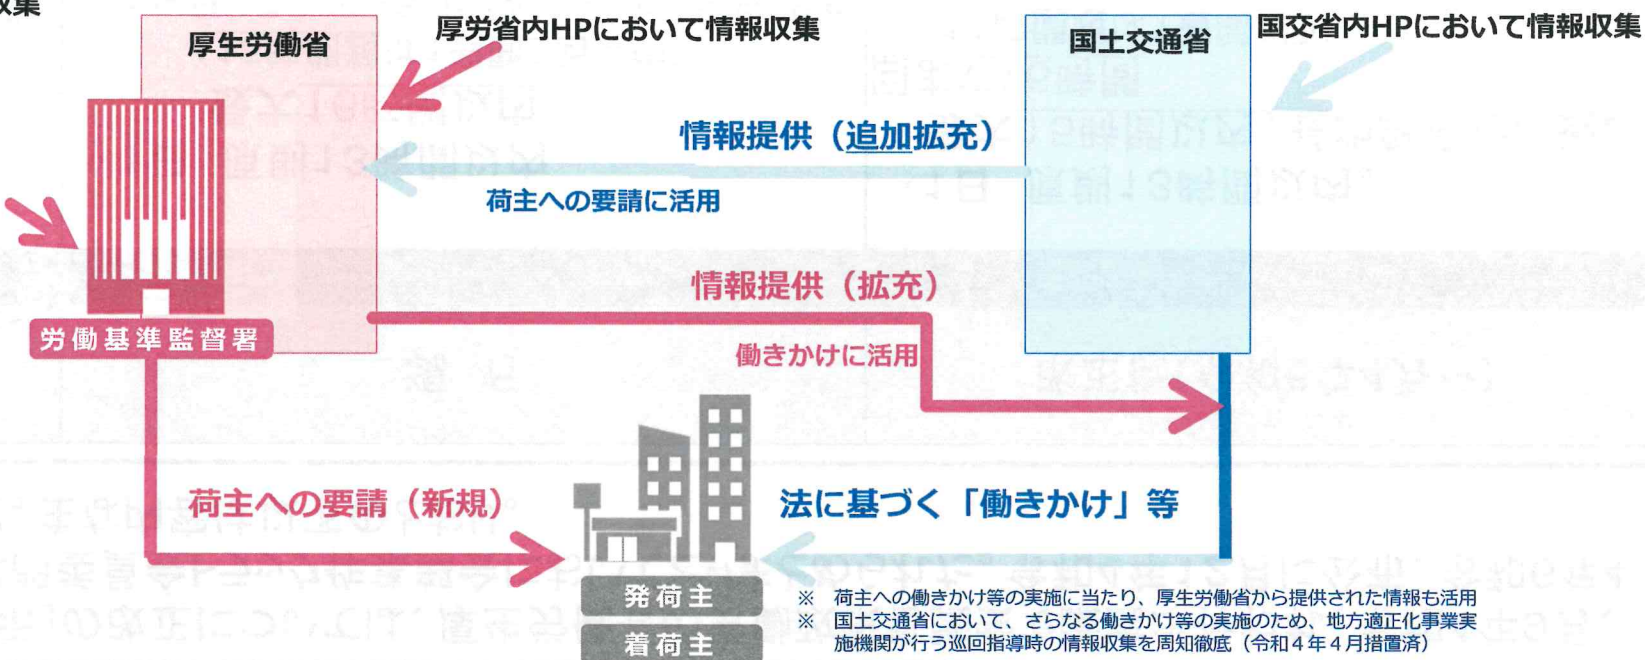 収集
厚生労働省
厚労省内HPにおいて情報収集
国土交通省
国交省内HPにおいて情報収集
情報提供（追加拡充）
荷主への要請に活用
情報提供（拡充）
労働基準監督署
働きかけに活用
荷主への要請（新規）
法に基づく「働きかけ」等
発荷主
着荷主
※　荷主への働きかけ等の実施に当たり、厚生労働省から提供された情報も活用
※　国土交通省において、さらなる働きかけ等の実施のため、地方適正化事業実
施機関が行う巡回指導時の情報収集を周知徹底（令和４年４月措置済）